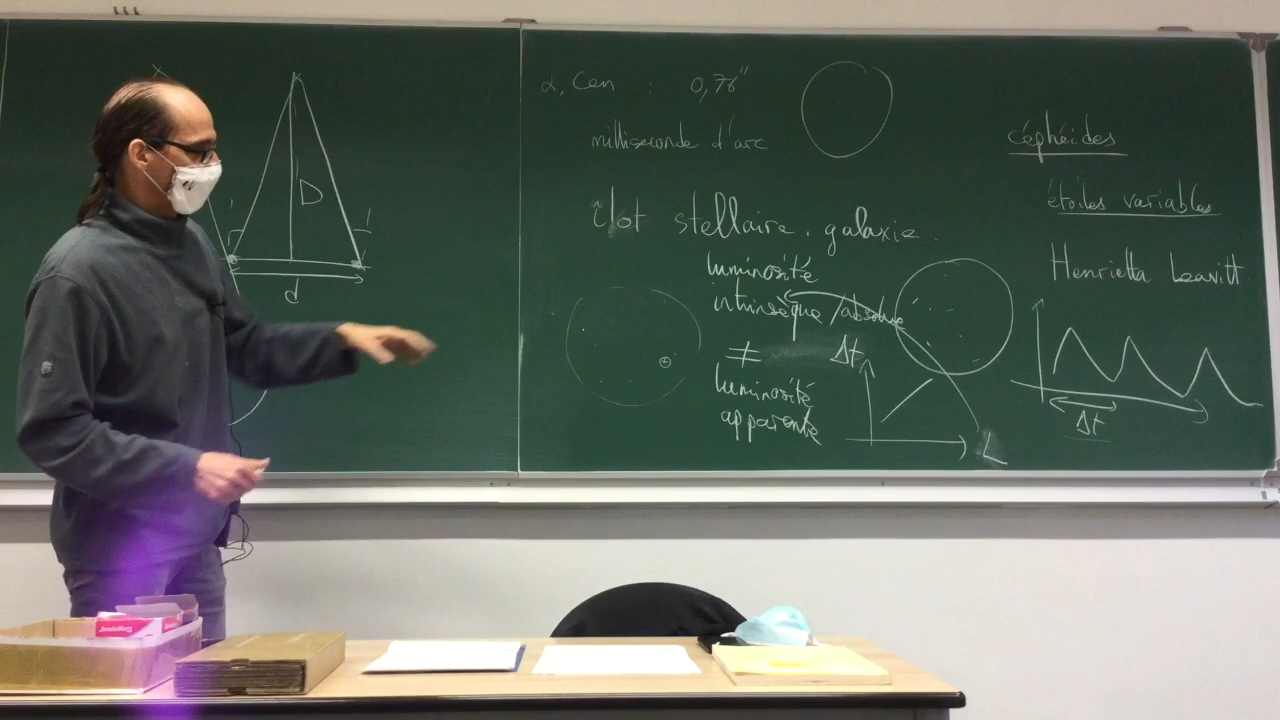 D
d
α, Cen : 0,76"
milliseconde d'arc
îlot stellaire, galaxie.
luminosité
intrinsèque / absolue
≠
luminosité
apparente
Δt
L
céphéides
étoiles variables
Henrietta Leavitt
Δt